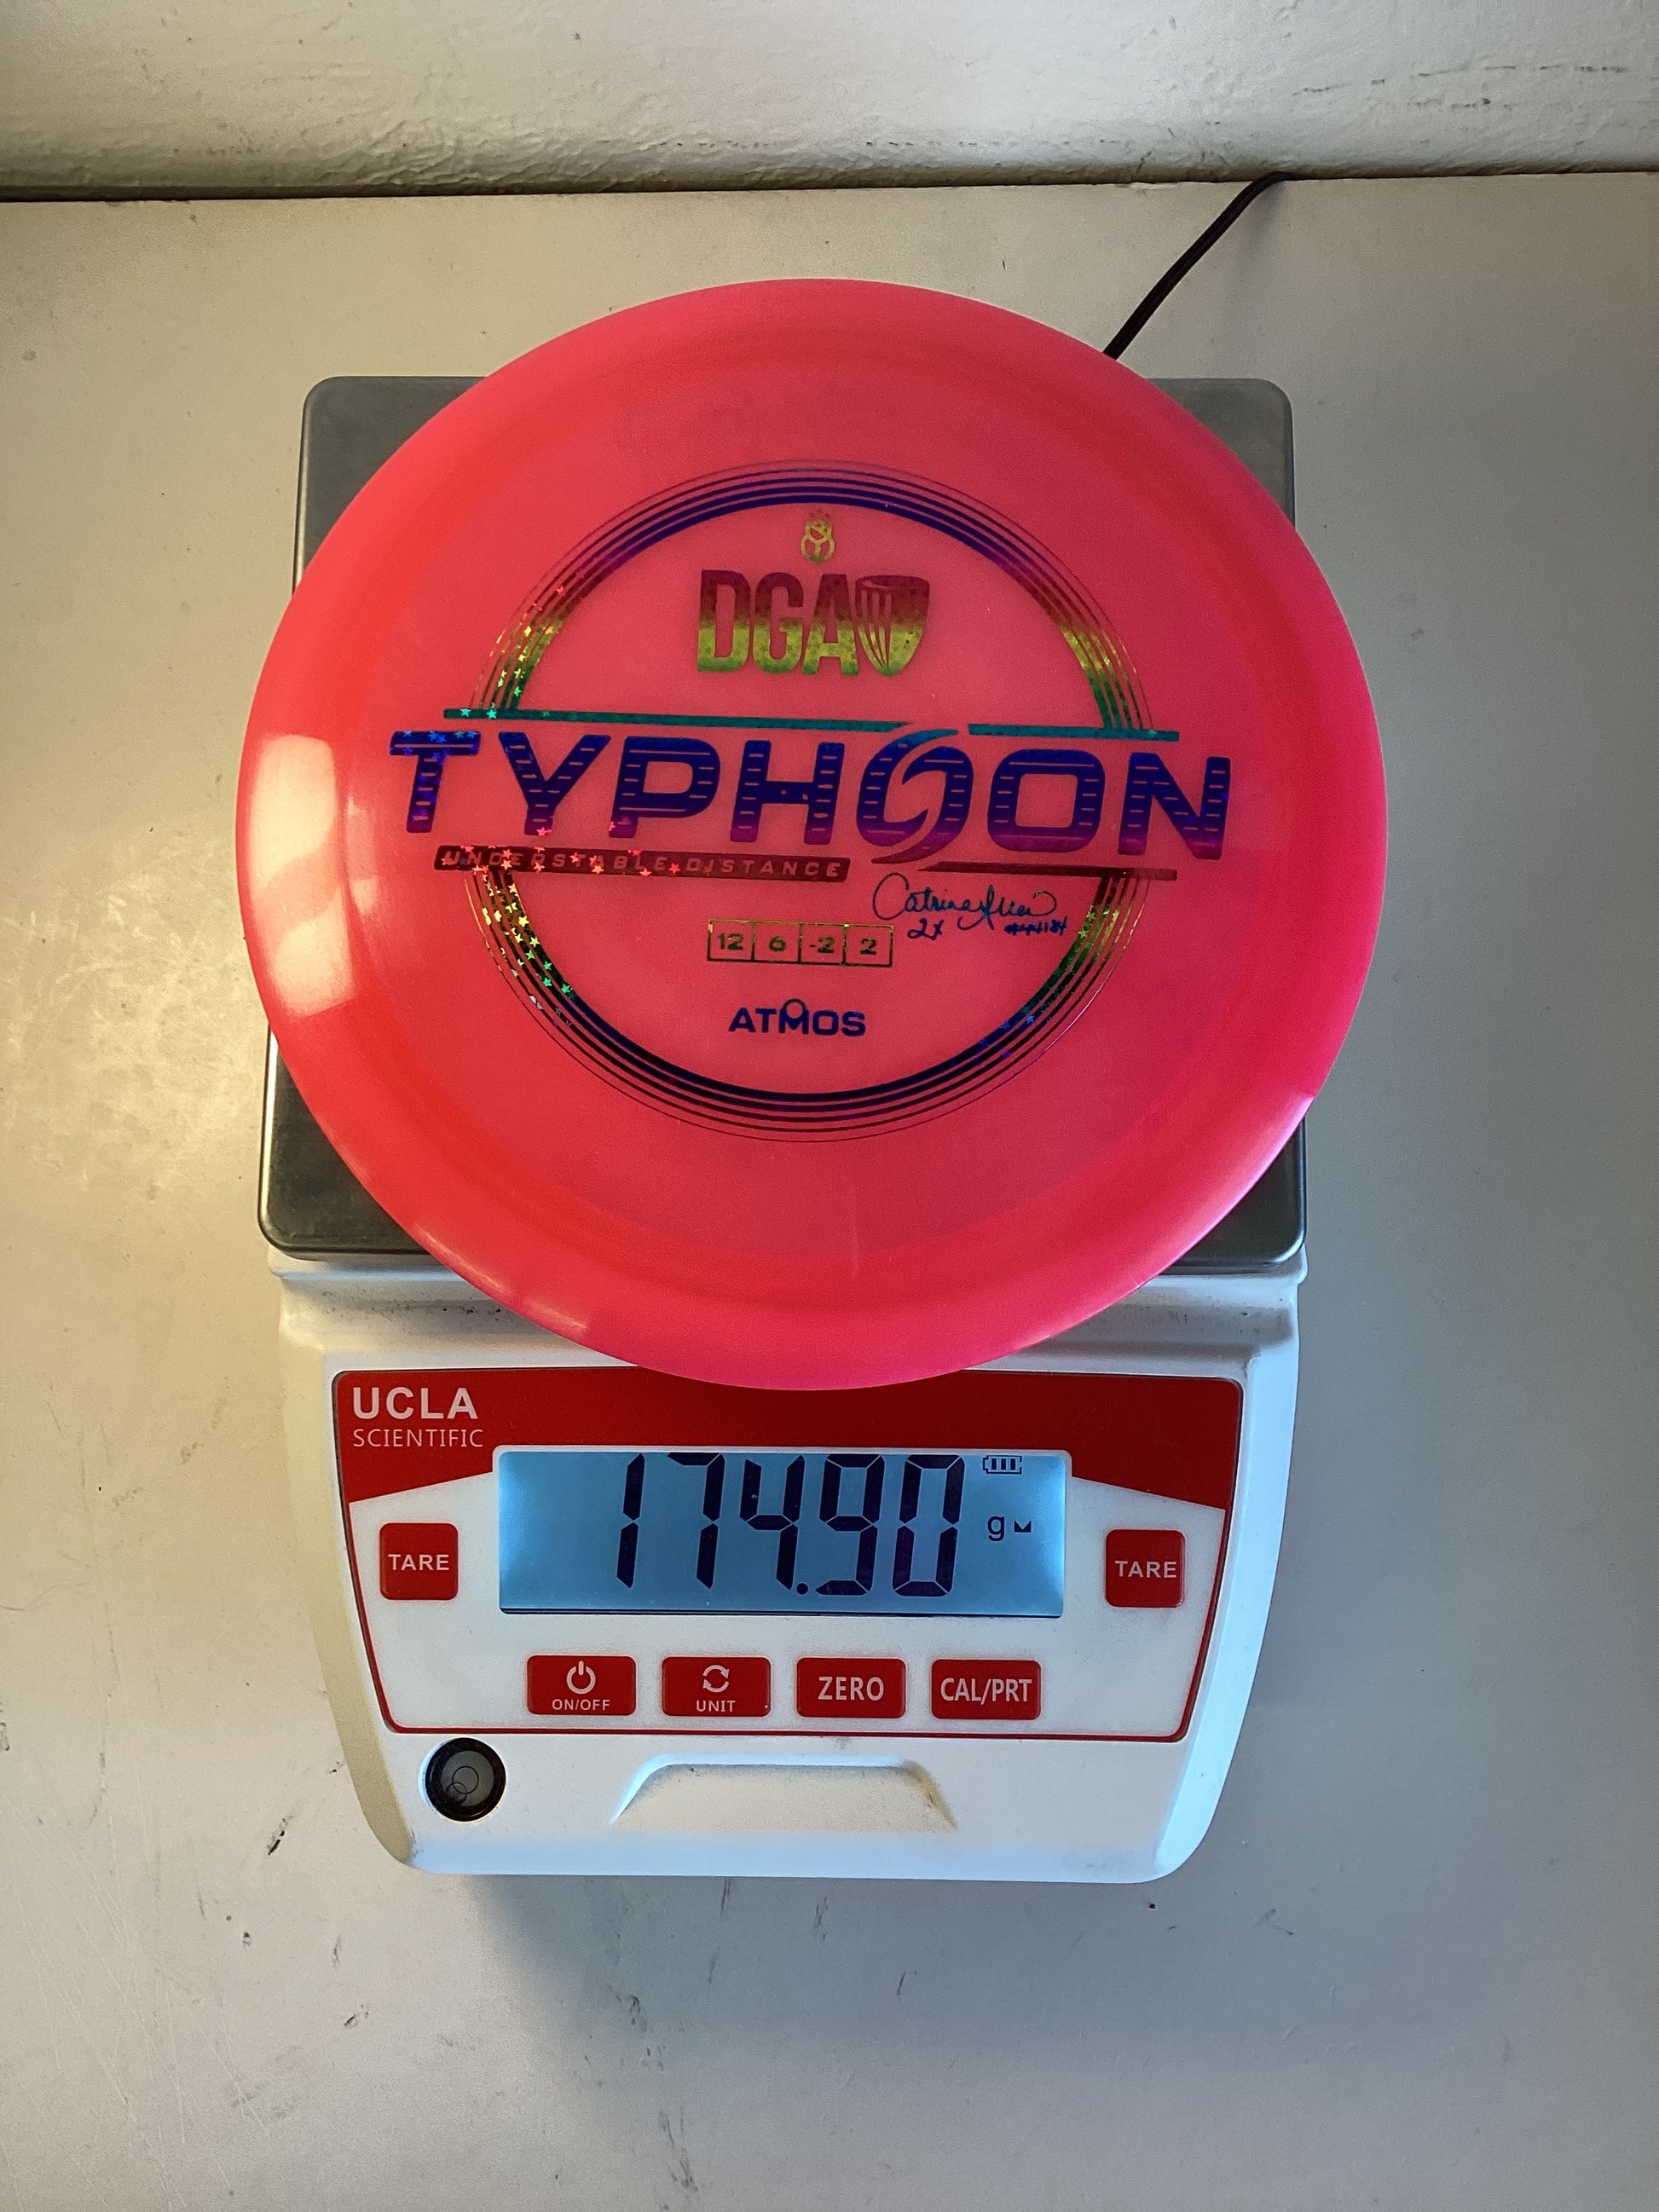 DGA
TYPHOON
UNDERSTABLE DISTANCE
2X
12 6 -2 2
ATMOS
UCLA
SCIENTIFIC
174.90
g
TARE
TARE
ON/OFF
UNIT
ZERO
CAL/PRT